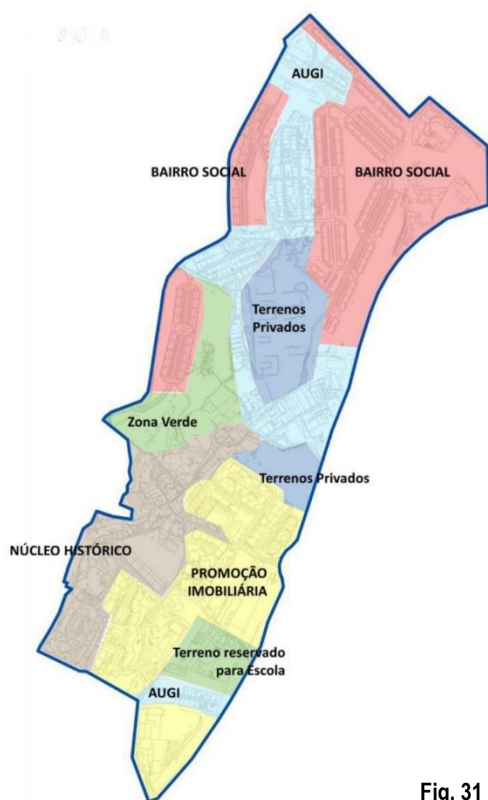 AUGI
BAIRRO SOCIAL
BAIRRO SOCIAL
Terrenos
Privados
Zona Verde
Terrenos Privados
NÚCLEO HISTÓRICO
PROMOÇÃO
IMOBILIÁRIA
Terreno reservado
para Escola
AUGI
Fig. 31